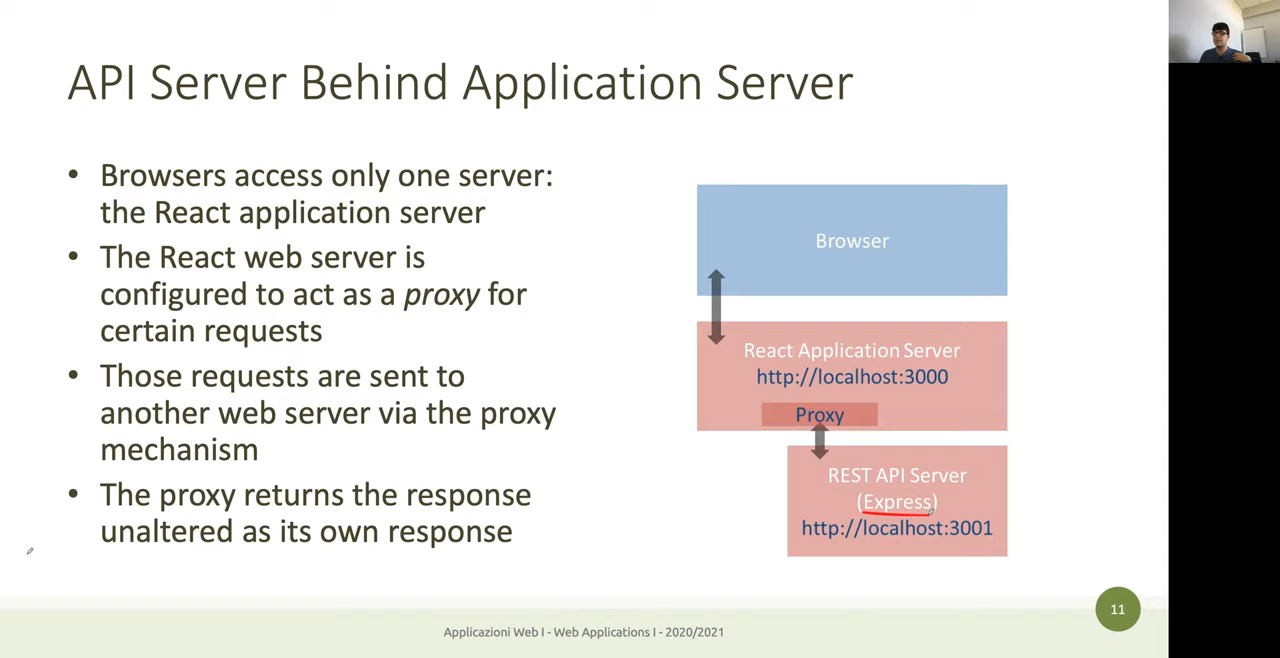 API Server Behind Application Server
• Browsers access only one server:
the React application server
• The React web server is
configured to act as a proxy for
certain requests
• Those requests are sent to
another web server via the proxy
mechanism
• The proxy returns the response
unaltered as its own response
Browser
React Application Server
http://localhost:3000
Proxy
REST API Server
(Express)
http://localhost:3001
11
Applicazioni Web I - Web Applications I - 2020/2021